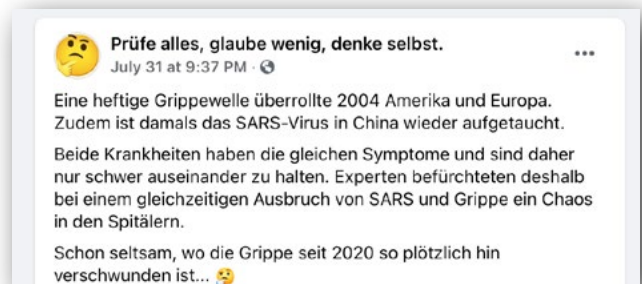 Prüfe alles, glaube wenig, denke selbst.
July 31 at 9:37 PM ·
Eine heftige Grippewelle überrollte 2004 Amerika und Europa.
Zudem ist damals das SARS-Virus in China wieder aufgetaucht.
Beide Krankheiten haben die gleichen Symptome und sind daher
nur schwer auseinander zu halten. Experten befürchteten deshalb
bei einem gleichzeitigen Ausbruch von SARS und Grippe ein Chaos
in den Spitälern.
Schon seltsam, wo die Grippe seit 2020 so plötzlich hin
verschwunden ist... 🤔